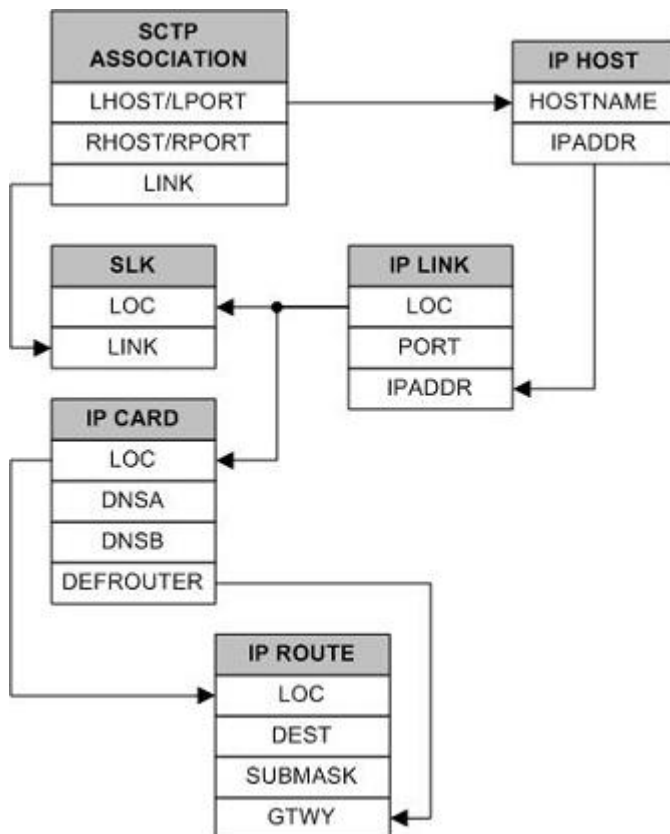 SCTP
ASSOCIATION
LHOST/LPORT
RHOST/RPORT
LINK
IP HOST
HOSTNAME
IPADDR
SLK
LOC
LINK
IP LINK
LOC
PORT
IPADDR
IP CARD
LOC
DNSA
DNSB
DEFROUTER
IP ROUTE
LOC
DEST
SUBMASK
GTWY